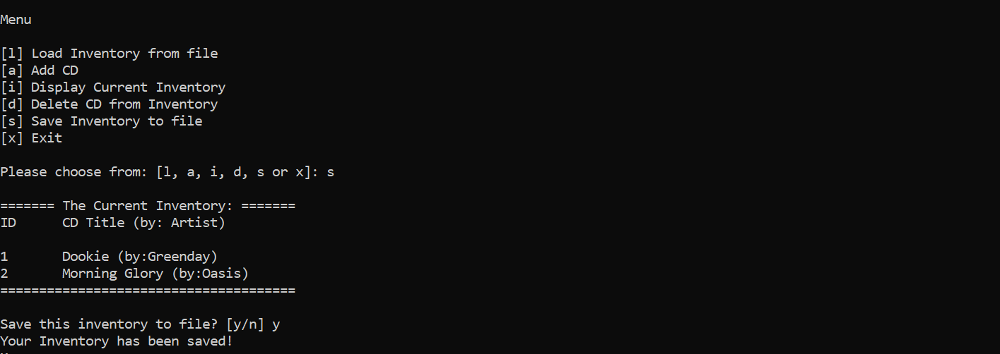 Menu
[l] Load Inventory from file
[a] Add CD
[i] Display Current Inventory
[d] Delete CD from Inventory
[s] Save Inventory to file
[x] Exit
Please choose from: [l, a, i, d, s or x]: s
======= The Current Inventory: =======
ID      CD Title (by: Artist)
1       Dookie (by:Greenday)
2       Morning Glory (by:Oasis)
======================================
Save this inventory to file? [y/n] y
Your Inventory has been saved!